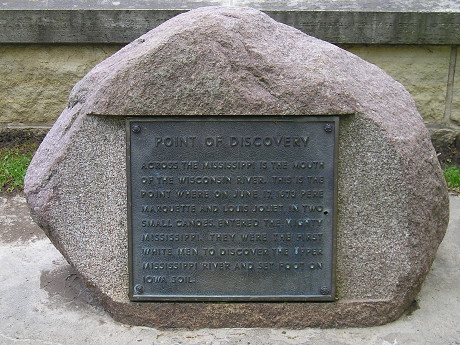 POINT OF DISCOVERY
ACROSS THE MISSISSIPPI IS THE MOUTH
OF THE WISCONSIN RIVER. THIS IS THE
POINT WHERE ON JUNE 17, 1673 PERE
MARQUETTE AND LOUIS JOLIET, IN TWO
SMALL CANOES, ENTERED THE MIGHTY
MISSISSIPPI. THEY WERE THE FIRST
WHITE MEN TO DISCOVER THE UPPER
MISSISSIPPI RIVER AND SET FOOT ON
IOWA SOIL.